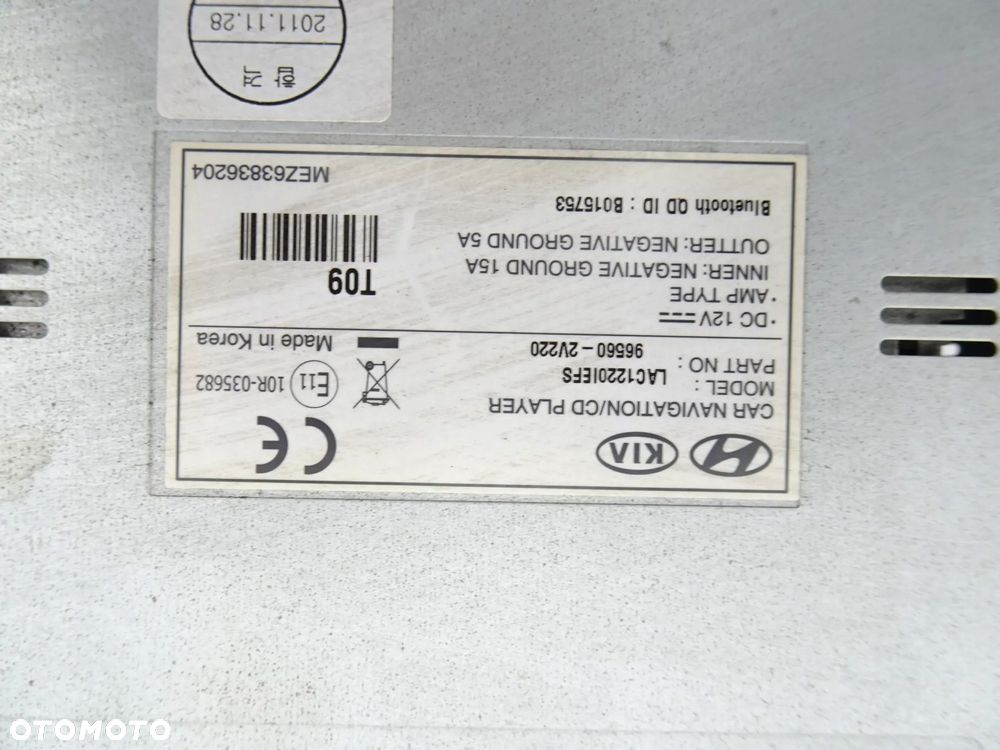 KIA
CE
CAR NAVIGATION/CD PLAYER
MODEL : LAC1220IEFS
E11 10R-035682
PART NO : 96560-2V220
Made in Korea
· DC 12V
· AMP TYPE
T09
INNER: NEGATIVE GROUND 15A
OUTTER: NEGATIVE GROUND 5A
Bluetooth QD ID : B015753
MEZ63836204
합 격
2011.11.28
OTOMOTO